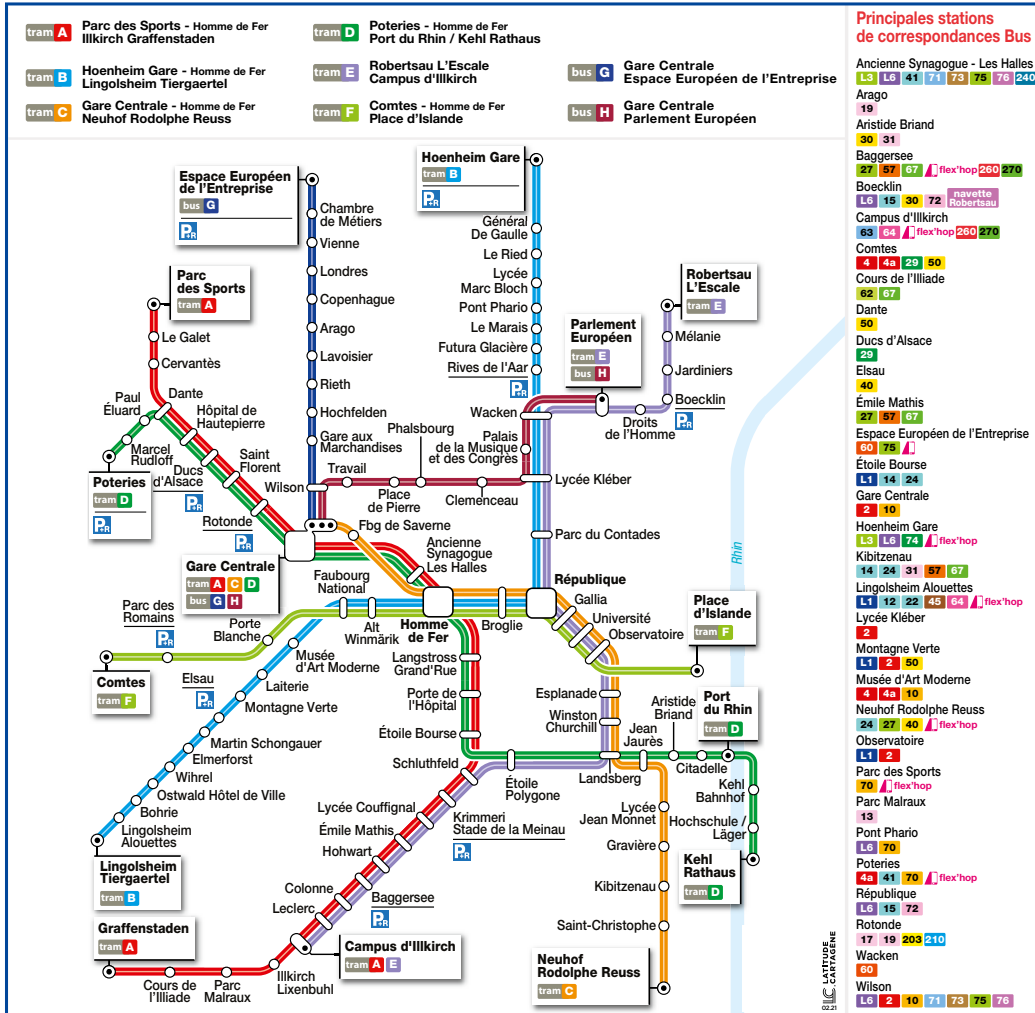 tram A Parc des Sports - Homme de Fer
Illkirch Graffenstaden
tram B Hoenheim Gare - Homme de Fer
Lingolsheim Tiergaertel
tram C Gare Centrale - Homme de Fer
Neuhof Rodolphe Reuss
tram D Poteries - Homme de Fer
Port du Rhin / Kehl Rathaus
tram E Robertsau L'Escale
Campus d'Illkirch
tram F Comtes - Homme de Fer
Place d'Islande
bus G Gare Centrale
Espace Européen de l'Entreprise
bus H Gare Centrale
Parlement Européen
Espace Européen
de l'Entreprise
bus G
P+R
Chambre
de Métiers
Vienne
Londres
Copenhague
Arago
Lavoisier
Rieth
Hochfelden
Gare aux
Marchandises
Wilson
Hoenheim Gare
tram B
P+R
Général
De Gaulle
Le Ried
Lycée
Marc Bloch
Pont Phario
Le Marais
Futura Glacière
Rives de l'Aar
P+R
Parc
des Sports
tram A
Le Galet
Cervantès
Dante
Paul
Éluard
Marcel
Rudloff
Poteries
tram D
P+R
Hôpital de
Hautepierre
Ducs
d'Alsace
P+R
Saint
Florent
Rotonde
P+R
Robertsau
L'Escale
tram E
Mélanie
Jardiniers
Boecklin
P+R
Droits
de l'Homme
Parlement
Européen
tram E
bus H
Wacken
Palais
de la Musique
et des Congrès
Lycée Kléber
Parc du Contades
Travail
Place
de Pierre
Phalsbourg
Clemenceau
Gare Centrale
tram A C D
bus G H
Fbg de Saverne
Ancienne
Synagogue
Les Halles
Faubourg
National
Alt
Winmärik
Homme
de Fer
Broglie
République
Gallia
Université
Observatoire
Place
d'Islande
tram F
Parc des
Romains
P+R
Porte
Blanche
Comtes
tram F
Musée
d'Art Moderne
Laiterie
Montagne Verte
Elsau
P+R
Martin Schongauer
Elmerforst
Wihrel
Ostwald Hôtel de Ville
Bohrie
Lingolsheim
Alouettes
Lingolsheim
Tiergaertel
tram B
Langstross
Grand'Rue
Porte de
l'Hôpital
Étoile Bourse
Schluthfeld
Étoile
Polygone
Landsberg
Esplanade
Winston
Churchill
Jean
Jaurès
Aristide
Briand
Citadelle
Port
du Rhin
tram D
Kehl
Bahnhof
Hochschule /
Läger
Kehl
Rathaus
tram D
Lycée
Jean Monnet
Gravière
Kibitzenau
Saint-Christophe
Neuhof
Rodolphe Reuss
tram C
Krimmeri
Stade de la Meinau
P+R
Lycée Couffignal
Émile Mathis
Hohwart
Baggersee
P+R
Colonne
Leclerc
Campus d'Illkirch
tram A E
Illkirch
Lixenbuhl
Parc
Malraux
Cours de
l'Illiade
Graffenstaden
tram A
Rhin
LATITUDE
CARTAGÈNE
02.21
Principales stations
de correspondances Bus
Ancienne Synagogue - Les Halles
L3 L6 41 71 73 75 76 240
Arago
19
Aristide Briand
30 31
Baggersee
27 57 67 flex'hop 260 270
Boecklin
L6 15 30 72 navette Robertsau
Campus d'Illkirch
63 64 flex'hop 260 270
Comtes
4 4a 29 50
Cours de l'Illiade
62 67
Dante
50
Ducs d'Alsace
29
Elsau
40
Émile Mathis
27 57 67
Espace Européen de l'Entreprise
60 75
Étoile Bourse
L1 14 24
Gare Centrale
2 10
Hoenheim Gare
L3 L6 74 flex'hop
Kibitzenau
14 24 31 57 67
Lingolsheim Alouettes
L1 12 22 45 64 flex'hop
Lycée Kléber
2
Montagne Verte
L1 2 50
Musée d'Art Moderne
4 4a 10
Neuhof Rodolphe Reuss
24 27 40 flex'hop
Observatoire
L1 2
Parc des Sports
70 flex'hop
Parc Malraux
13
Pont Phario
L6 70
Poteries
4a 41 70 flex'hop
République
L6 15 72
Rotonde
17 19 203 210
Wacken
60
Wilson
L6 2 10 71 73 75 76